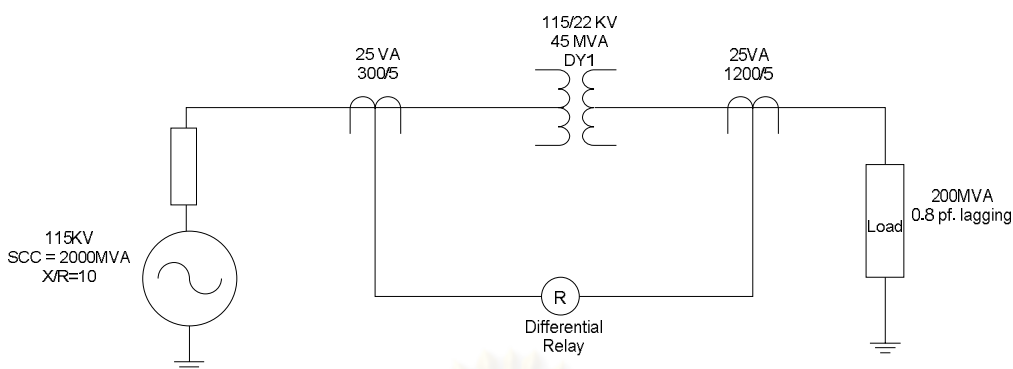 115/22 KV
45 MVA
DY1
25 VA
300/5
25VA
1200/5
115KV
SCC = 2000MVA
X/R=10
R
Differential
Relay
Load
200MVA
0.8 pf. lagging